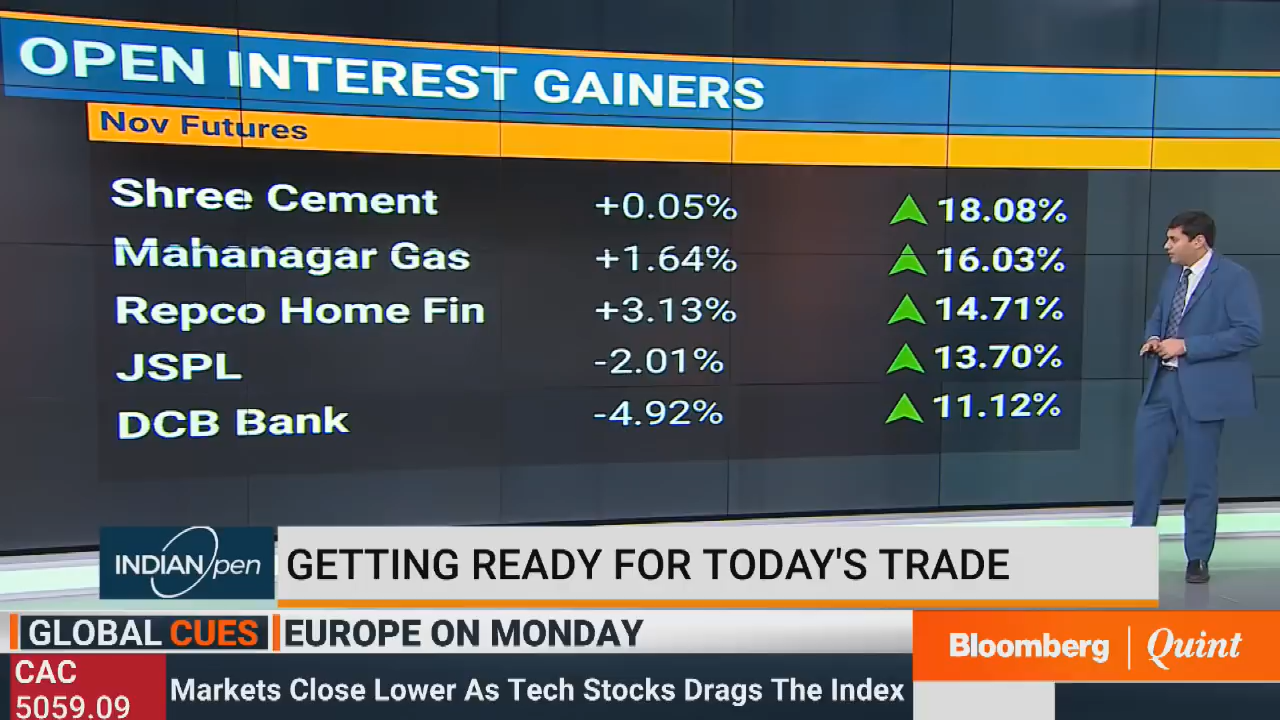 OPEN INTEREST GAINERS
Nov Futures
Shree Cement +0.05% 18.08%
Mahanagar Gas +1.64% 16.03%
Repco Home Fin +3.13% 14.71%
JSPL -2.01% 13.70%
DCB Bank -4.92% 11.12%
INDIAN Open GETTING READY FOR TODAY'S TRADE
GLOBAL CUES EUROPE ON MONDAY
Bloomberg | Quint
CAC
5059.09
Markets Close Lower As Tech Stocks Drags The Index